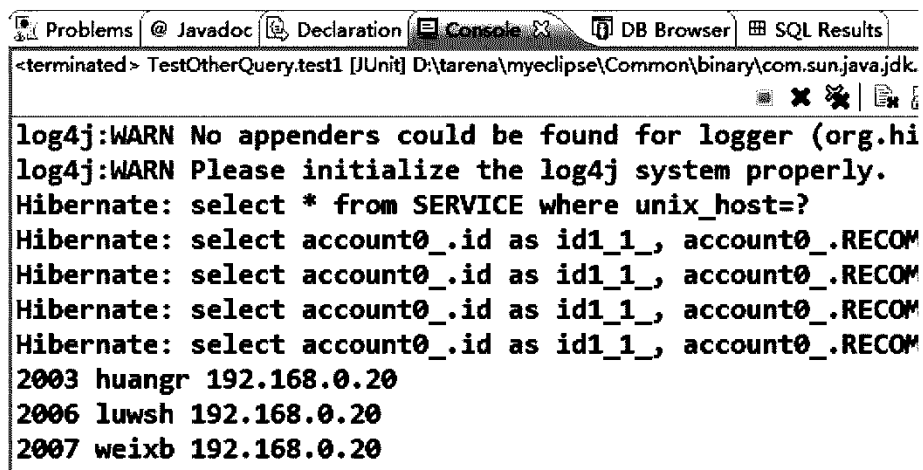 Problems @ Javadoc Declaration Console DB Browser SQL Results
<terminated> TestOtherQuery.test1 [JUnit] D:\tarena\myeclipse\Common\binary\com.sun.java.jdk.
log4j:WARN No appenders could be found for logger (org.hi
log4j:WARN Please initialize the log4j system properly.
Hibernate: select * from SERVICE where unix_host=?
Hibernate: select account0_.id as id1_1_, account0_.RECOM
Hibernate: select account0_.id as id1_1_, account0_.RECOM
Hibernate: select account0_.id as id1_1_, account0_.RECOM
Hibernate: select account0_.id as id1_1_, account0_.RECOM
2003 huangr 192.168.0.20
2006 luwsh 192.168.0.20
2007 weixb 192.168.0.20